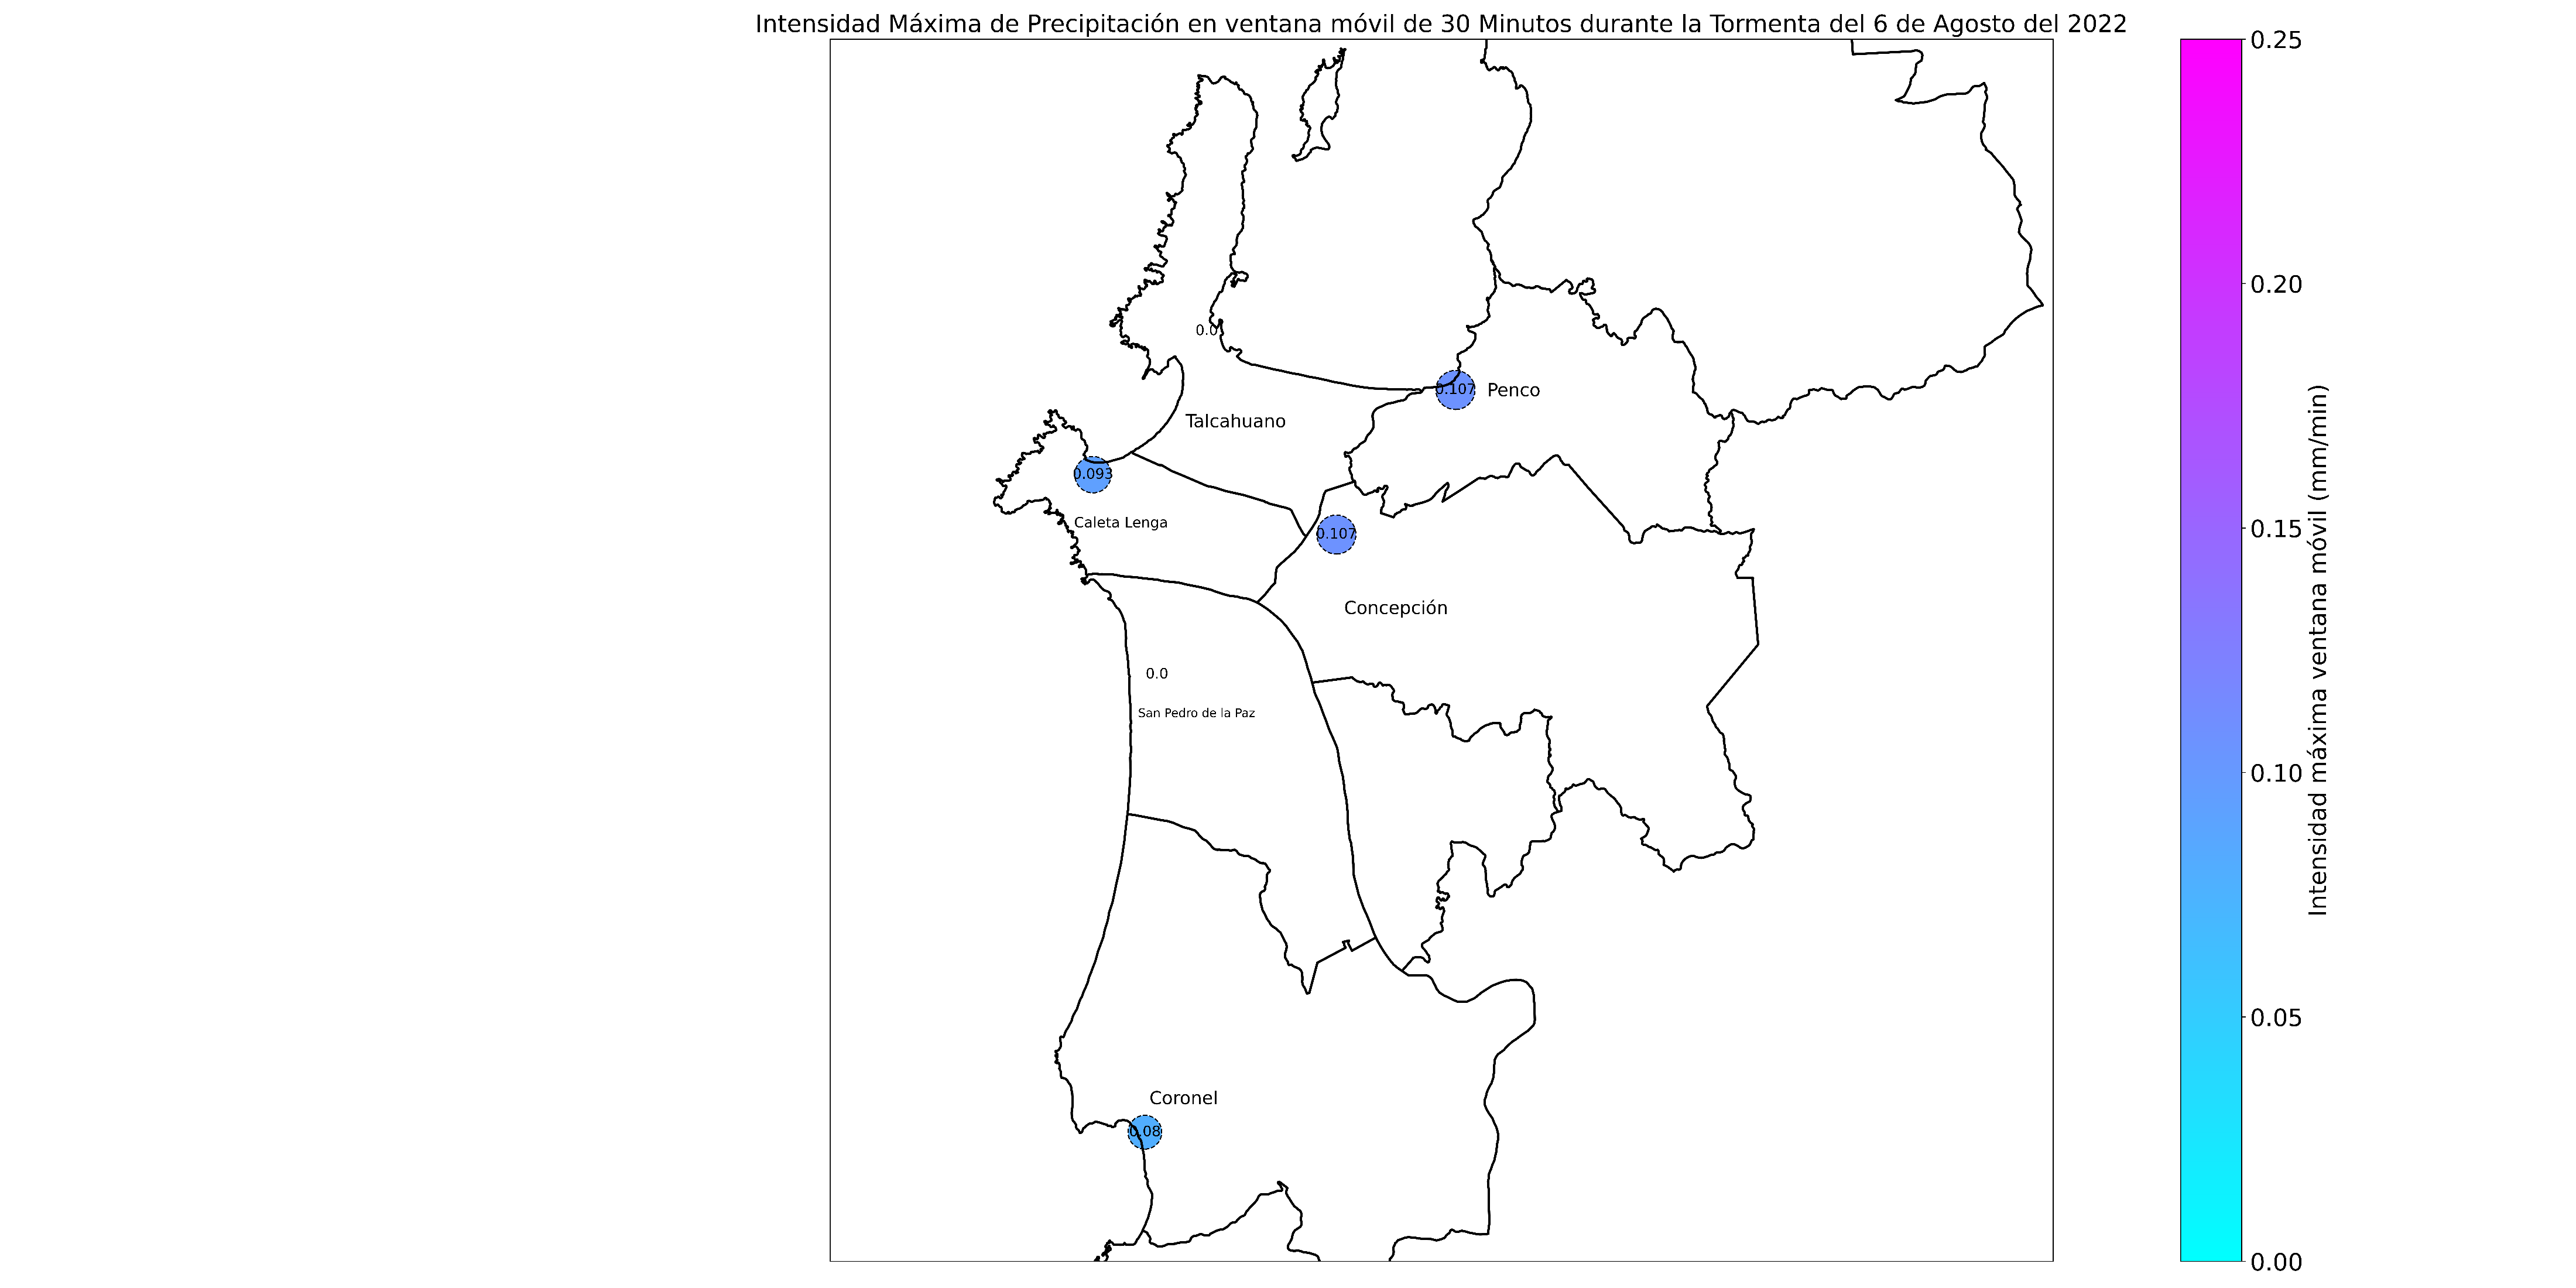 Intensidad Máxima de Precipitación en ventana móvil de 30 Minutos durante la Tormenta del 6 de Agosto del 2022
0.0
0.107
Penco
Talcahuano
0.093
Caleta Lenga
0.107
Concepción
0.0
San Pedro de la Paz
Coronel
0.08
0.25
0.20
0.15
0.10
0.05
0.00
Intensidad máxima ventana móvil (mm/min)